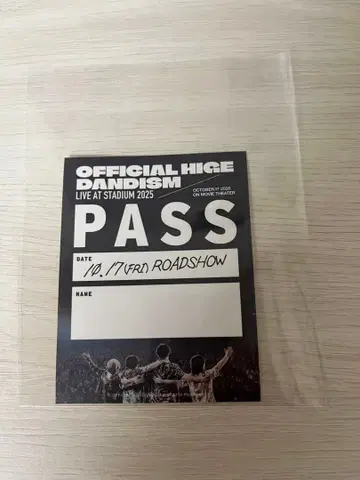 OFFICIAL HIGE
DANDISM
LIVE AT STADIUM 2025
OCTOBER.17 2025
ON MOVIE THEATER
PASS
DATE
10.17(FRI) ROADSHOW
NAME